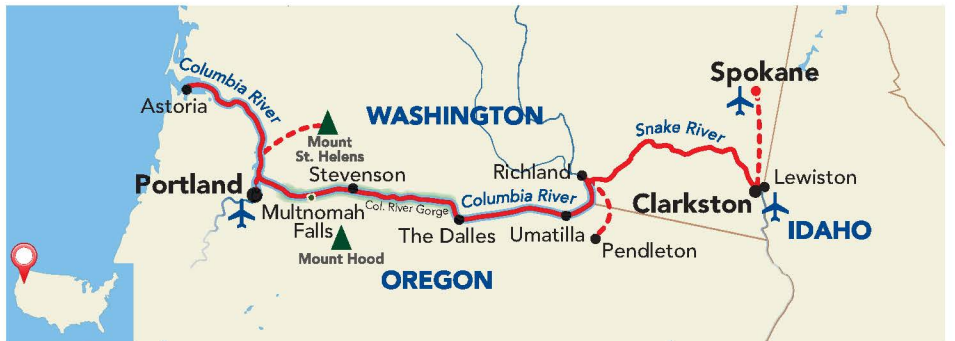 Spokane
Columbia River
Astoria
WASHINGTON
Snake River
Mount
St. Helens
Richland
Stevenson
Lewiston
Portland
Columbia River
Clarkston
Col. River Gorge
Multnomah
Falls
The Dalles
Umatilla
IDAHO
Pendleton
Mount Hood
OREGON